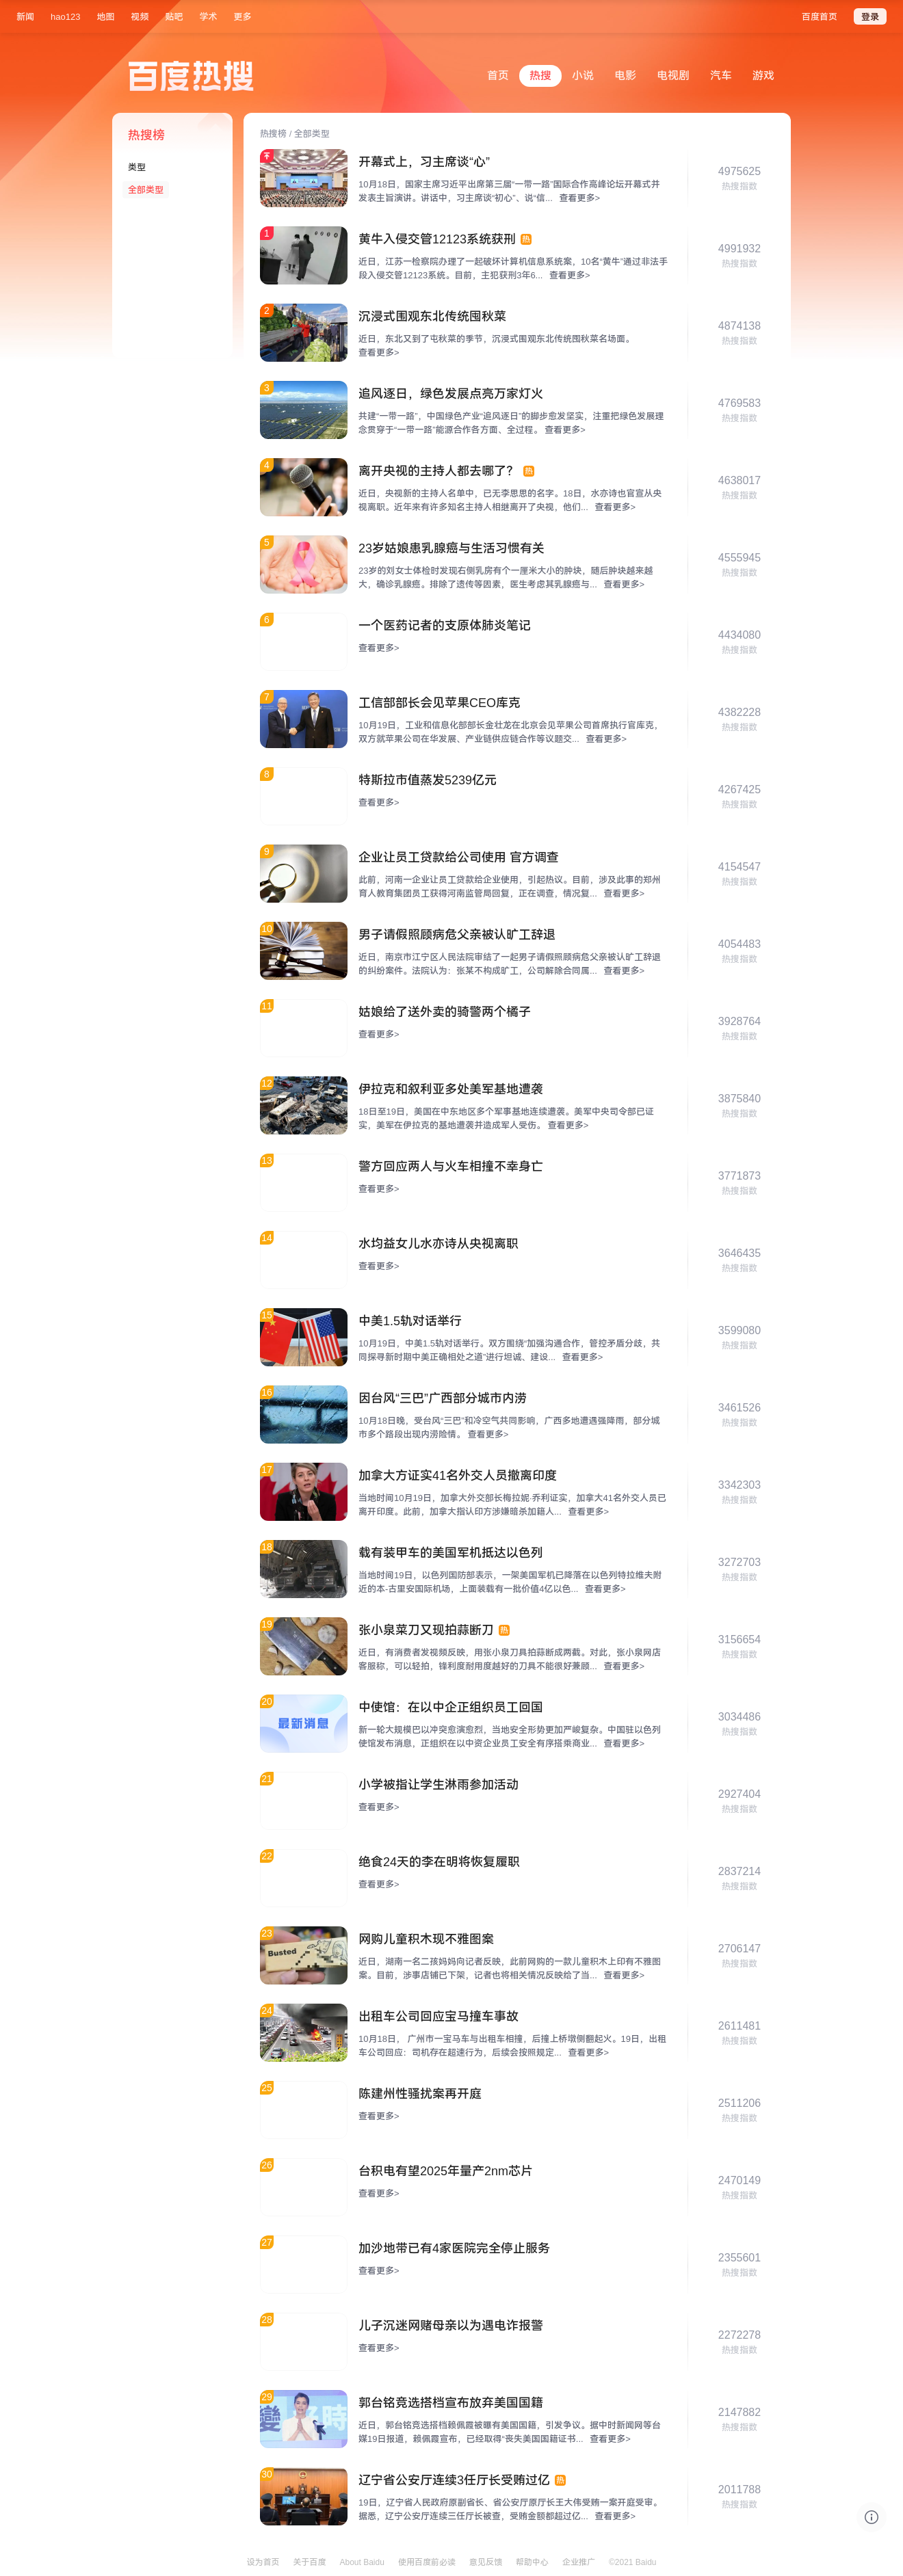 新闻 hao123 地图 视频 贴吧 学术 更多 百度首页 登录
百度热搜
首页 热搜 小说 电影 电视剧 汽车 游戏
热搜榜
类型
全部类型
热搜榜 / 全部类型
开幕式上，习主席谈“心”
10月18日，国家主席习近平出席第三届“一带一路”国际合作高峰论坛开幕式并
发表主旨演讲。讲话中，习主席谈“初心”、说“信... 查看更多>
4975625
热搜指数
1
黄牛入侵交管12123系统获刑 热
近日，江苏一检察院办理了一起破坏计算机信息系统案，10名“黄牛”通过非法手
段入侵交管12123系统。目前，主犯获刑3年6... 查看更多>
4991932
热搜指数
2
沉浸式围观东北传统囤秋菜
近日，东北又到了屯秋菜的季节，沉浸式围观东北传统囤秋菜名场面。
查看更多>
4874138
热搜指数
3
追风逐日，绿色发展点亮万家灯火
共建“一带一路”，中国绿色产业“追风逐日”的脚步愈发坚实，注重把绿色发展理
念贯穿于“一带一路”能源合作各方面、全过程。 查看更多>
4769583
热搜指数
4
离开央视的主持人都去哪了？ 热
近日，央视新的主持人名单中，已无李思思的名字。18日，水亦诗也官宣从央
视离职。近年来有许多知名主持人相继离开了央视，他们... 查看更多>
4638017
热搜指数
5
23岁姑娘患乳腺癌与生活习惯有关
23岁的刘女士体检时发现右侧乳房有个一厘米大小的肿块，随后肿块越来越
大，确诊乳腺癌。排除了遗传等因素，医生考虑其乳腺癌与... 查看更多>
4555945
热搜指数
6
一个医药记者的支原体肺炎笔记
查看更多>
4434080
热搜指数
7
工信部部长会见苹果CEO库克
10月19日，工业和信息化部部长金壮龙在北京会见苹果公司首席执行官库克，
双方就苹果公司在华发展、产业链供应链合作等议题交... 查看更多>
4382228
热搜指数
8
特斯拉市值蒸发5239亿元
查看更多>
4267425
热搜指数
9
企业让员工贷款给公司使用 官方调查
此前，河南一企业让员工贷款给企业使用，引起热议。目前，涉及此事的郑州
育人教育集团员工获得河南监管局回复，正在调查，情况复... 查看更多>
4154547
热搜指数
10
男子请假照顾病危父亲被认旷工辞退
近日，南京市江宁区人民法院审结了一起男子请假照顾病危父亲被认旷工辞退
的纠纷案件。法院认为：张某不构成旷工，公司解除合同属... 查看更多>
4054483
热搜指数
11
姑娘给了送外卖的骑警两个橘子
查看更多>
3928764
热搜指数
12
伊拉克和叙利亚多处美军基地遭袭
18日至19日，美国在中东地区多个军事基地连续遭袭。美军中央司令部已证
实，美军在伊拉克的基地遭袭并造成军人受伤。 查看更多>
3875840
热搜指数
13
警方回应两人与火车相撞不幸身亡
查看更多>
3771873
热搜指数
14
水均益女儿水亦诗从央视离职
查看更多>
3646435
热搜指数
15
中美1.5轨对话举行
10月19日，中美1.5轨对话举行。双方围绕“加强沟通合作，管控矛盾分歧，共
同探寻新时期中美正确相处之道”进行坦诚、建设... 查看更多>
3599080
热搜指数
16
因台风“三巴”广西部分城市内涝
10月18日晚，受台风“三巴”和冷空气共同影响，广西多地遭遇强降雨，部分城
市多个路段出现内涝险情。 查看更多>
3461526
热搜指数
17
加拿大方证实41名外交人员撤离印度
当地时间10月19日，加拿大外交部长梅拉妮·乔利证实，加拿大41名外交人员已
离开印度。此前，加拿大指认印方涉嫌暗杀加籍人... 查看更多>
3342303
热搜指数
18
载有装甲车的美国军机抵达以色列
当地时间19日，以色列国防部表示，一架美国军机已降落在以色列特拉维夫附
近的本-古里安国际机场，上面装载有一批价值4亿以色... 查看更多>
3272703
热搜指数
19
张小泉菜刀又现拍蒜断刀 热
近日，有消费者发视频反映，用张小泉刀具拍蒜断成两截。对此，张小泉网店
客服称，可以轻拍，锋利度耐用度越好的刀具不能很好兼顾... 查看更多>
3156654
热搜指数
20
最新消息
中使馆：在以中企正组织员工回国
新一轮大规模巴以冲突愈演愈烈，当地安全形势更加严峻复杂。中国驻以色列
使馆发布消息，正组织在以中资企业员工安全有序搭乘商业... 查看更多>
3034486
热搜指数
21
小学被指让学生淋雨参加活动
查看更多>
2927404
热搜指数
22
绝食24天的李在明将恢复履职
查看更多>
2837214
热搜指数
23
Busted
网购儿童积木现不雅图案
近日，湖南一名二孩妈妈向记者反映，此前网购的一款儿童积木上印有不雅图
案。目前，涉事店铺已下架，记者也将相关情况反映给了当... 查看更多>
2706147
热搜指数
24
出租车公司回应宝马撞车事故
10月18日， 广州市一宝马车与出租车相撞，后撞上桥墩侧翻起火。19日，出租
车公司回应：司机存在超速行为，后续会按照规定... 查看更多>
2611481
热搜指数
25
陈建州性骚扰案再开庭
查看更多>
2511206
热搜指数
26
台积电有望2025年量产2nm芯片
查看更多>
2470149
热搜指数
27
加沙地带已有4家医院完全停止服务
查看更多>
2355601
热搜指数
28
儿子沉迷网赌母亲以为遇电诈报警
查看更多>
2272278
热搜指数
29
變 時
郭台铭竞选搭档宣布放弃美国国籍
近日，郭台铭竞选搭档赖佩霞被曝有美国国籍，引发争议。据中时新闻网等台
媒19日报道，赖佩霞宣布，已经取得“丧失美国国籍证书... 查看更多>
2147882
热搜指数
30
辽宁省公安厅连续3任厅长受贿过亿 热
19日，辽宁省人民政府原副省长、省公安厅原厅长王大伟受贿一案开庭受审。
据悉，辽宁公安厅连续三任厅长被查，受贿金额都超过亿... 查看更多>
2011788
热搜指数
设为首页 关于百度 About Baidu 使用百度前必读 意见反馈 帮助中心 企业推广 ©2021 Baidu